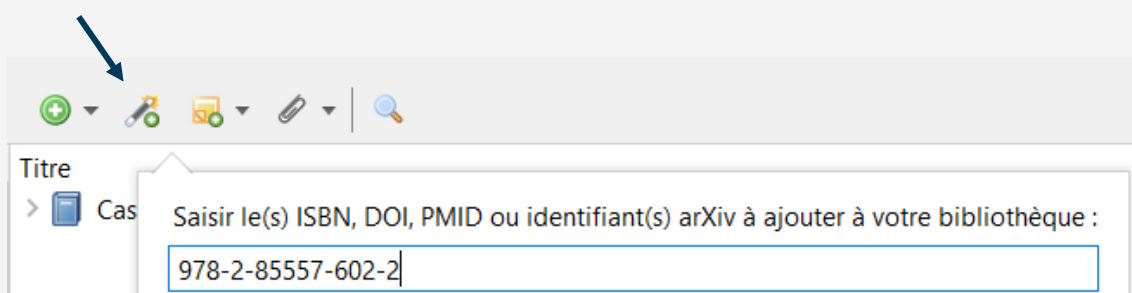 Titre
Cas
Saisir le(s) ISBN, DOI, PMID ou identifiant(s) arXiv à ajouter à votre bibliothèque :
978-2-85557-602-2